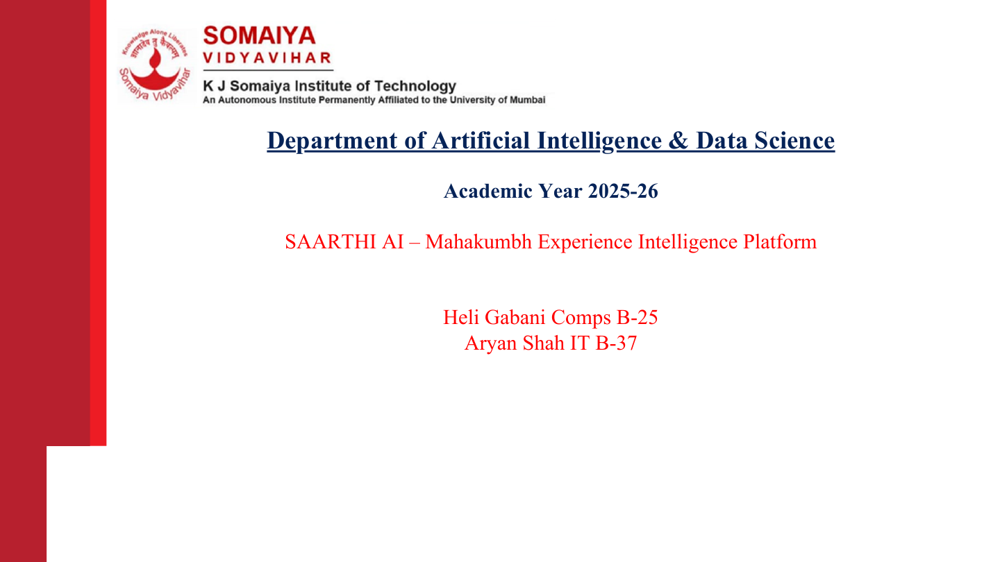 Knowledge Alone Liberates
ज्ञानादेव तु कैवल्यम्
Somaiya Vidyavihar
SOMAIYA
VIDYAVIHAR
K J Somaiya Institute of Technology
An Autonomous Institute Permanently Affiliated to the University of Mumbai
Department of Artificial Intelligence & Data Science
Academic Year 2025-26
SAARTHI AI – Mahakumbh Experience Intelligence Platform
Heli Gabani Comps B-25
Aryan Shah IT B-37